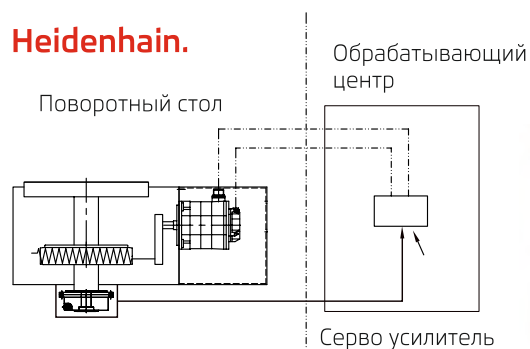 Heidenhain.
Обрабатывающий
центр
Поворотный стол
Серво усилитель